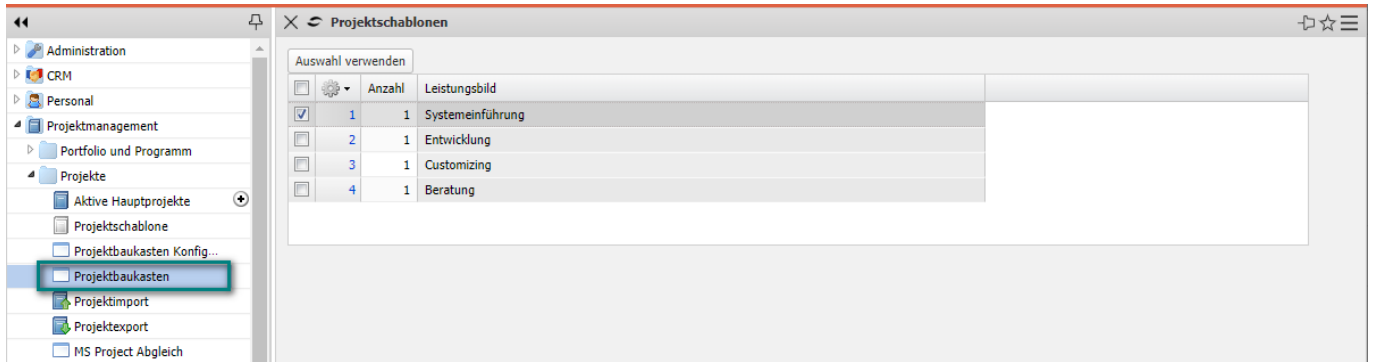 Projektschablonen
Administration
CRM
Personal
Projektmanagement
Portfolio und Programm
Projekte
Aktive Hauptprojekte
Projektschablone
Projektbaukasten Konfig...
Projektbaukasten
Projektimport
Projektexport
MS Project Abgleich
Auswahl verwenden
Anzahl Leistungsbild
1 1 Systemeinführung
2 1 Entwicklung
3 1 Customizing
4 1 Beratung